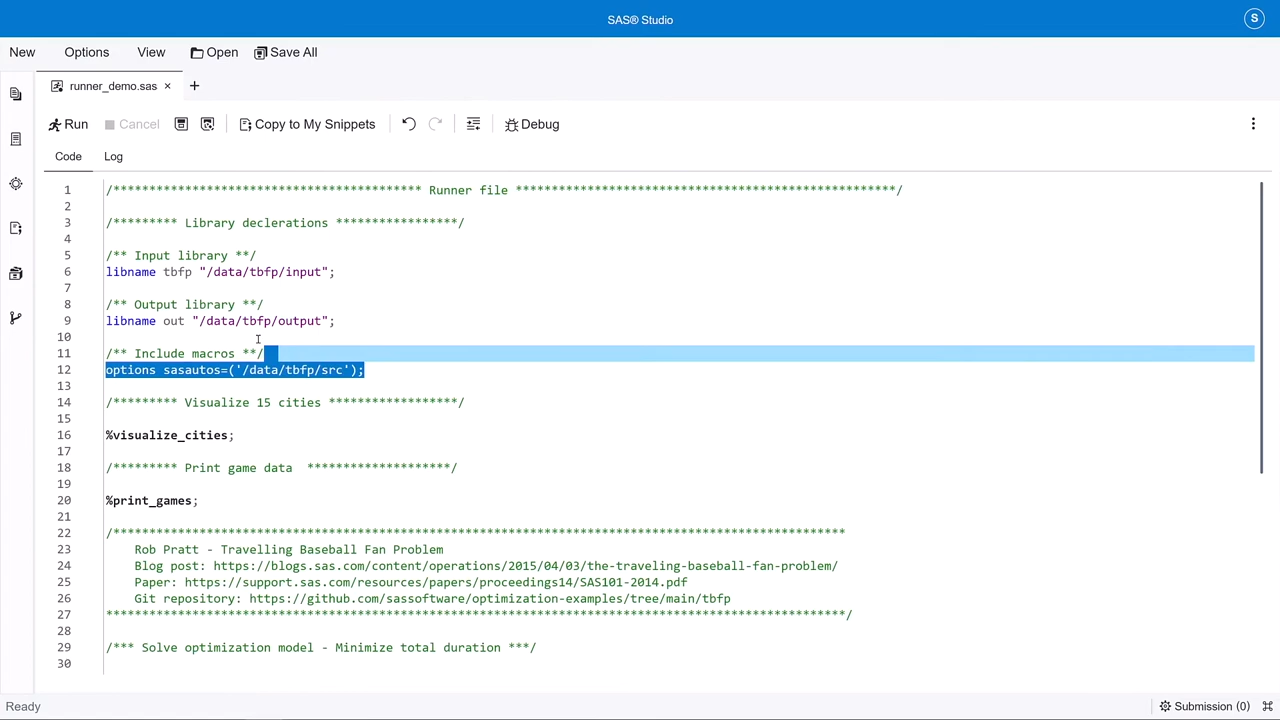 SAS® Studio
S
New Options View Open Save All
runner_demo.sas × +
Run Cancel Copy to My Snippets Debug
Code Log
1 /******************************************* Runner file *****************************************************/
2
3 /********* Library declerations *****************/
4
5 /** Input library **/
6 libname tbfp "/data/tbfp/input";
7
8 /** Output library **/
9 libname out "/data/tbfp/output";
10
11 /** Include macros **/
12 options sasautos=('/data/tbfp/src');
13
14 /********* Visualize 15 cities ******************/
15
16 %visualize_cities;
17
18 /********* Print game data ********************/
19
20 %print_games;
21
22 /******************************************************************************************************
23 Rob Pratt - Travelling Baseball Fan Problem
24 Blog post: https://blogs.sas.com/content/operations/2015/04/03/the-traveling-baseball-fan-problem/
25 Paper: https://support.sas.com/resources/papers/proceedings14/SAS101-2014.pdf
26 Git repository: https://github.com/sassoftware/optimization-examples/tree/main/tbfp
27 *******************************************************************************************************/
28
29 /*** Solve optimization model - Minimize total duration ***/
30
Ready Submission (0)